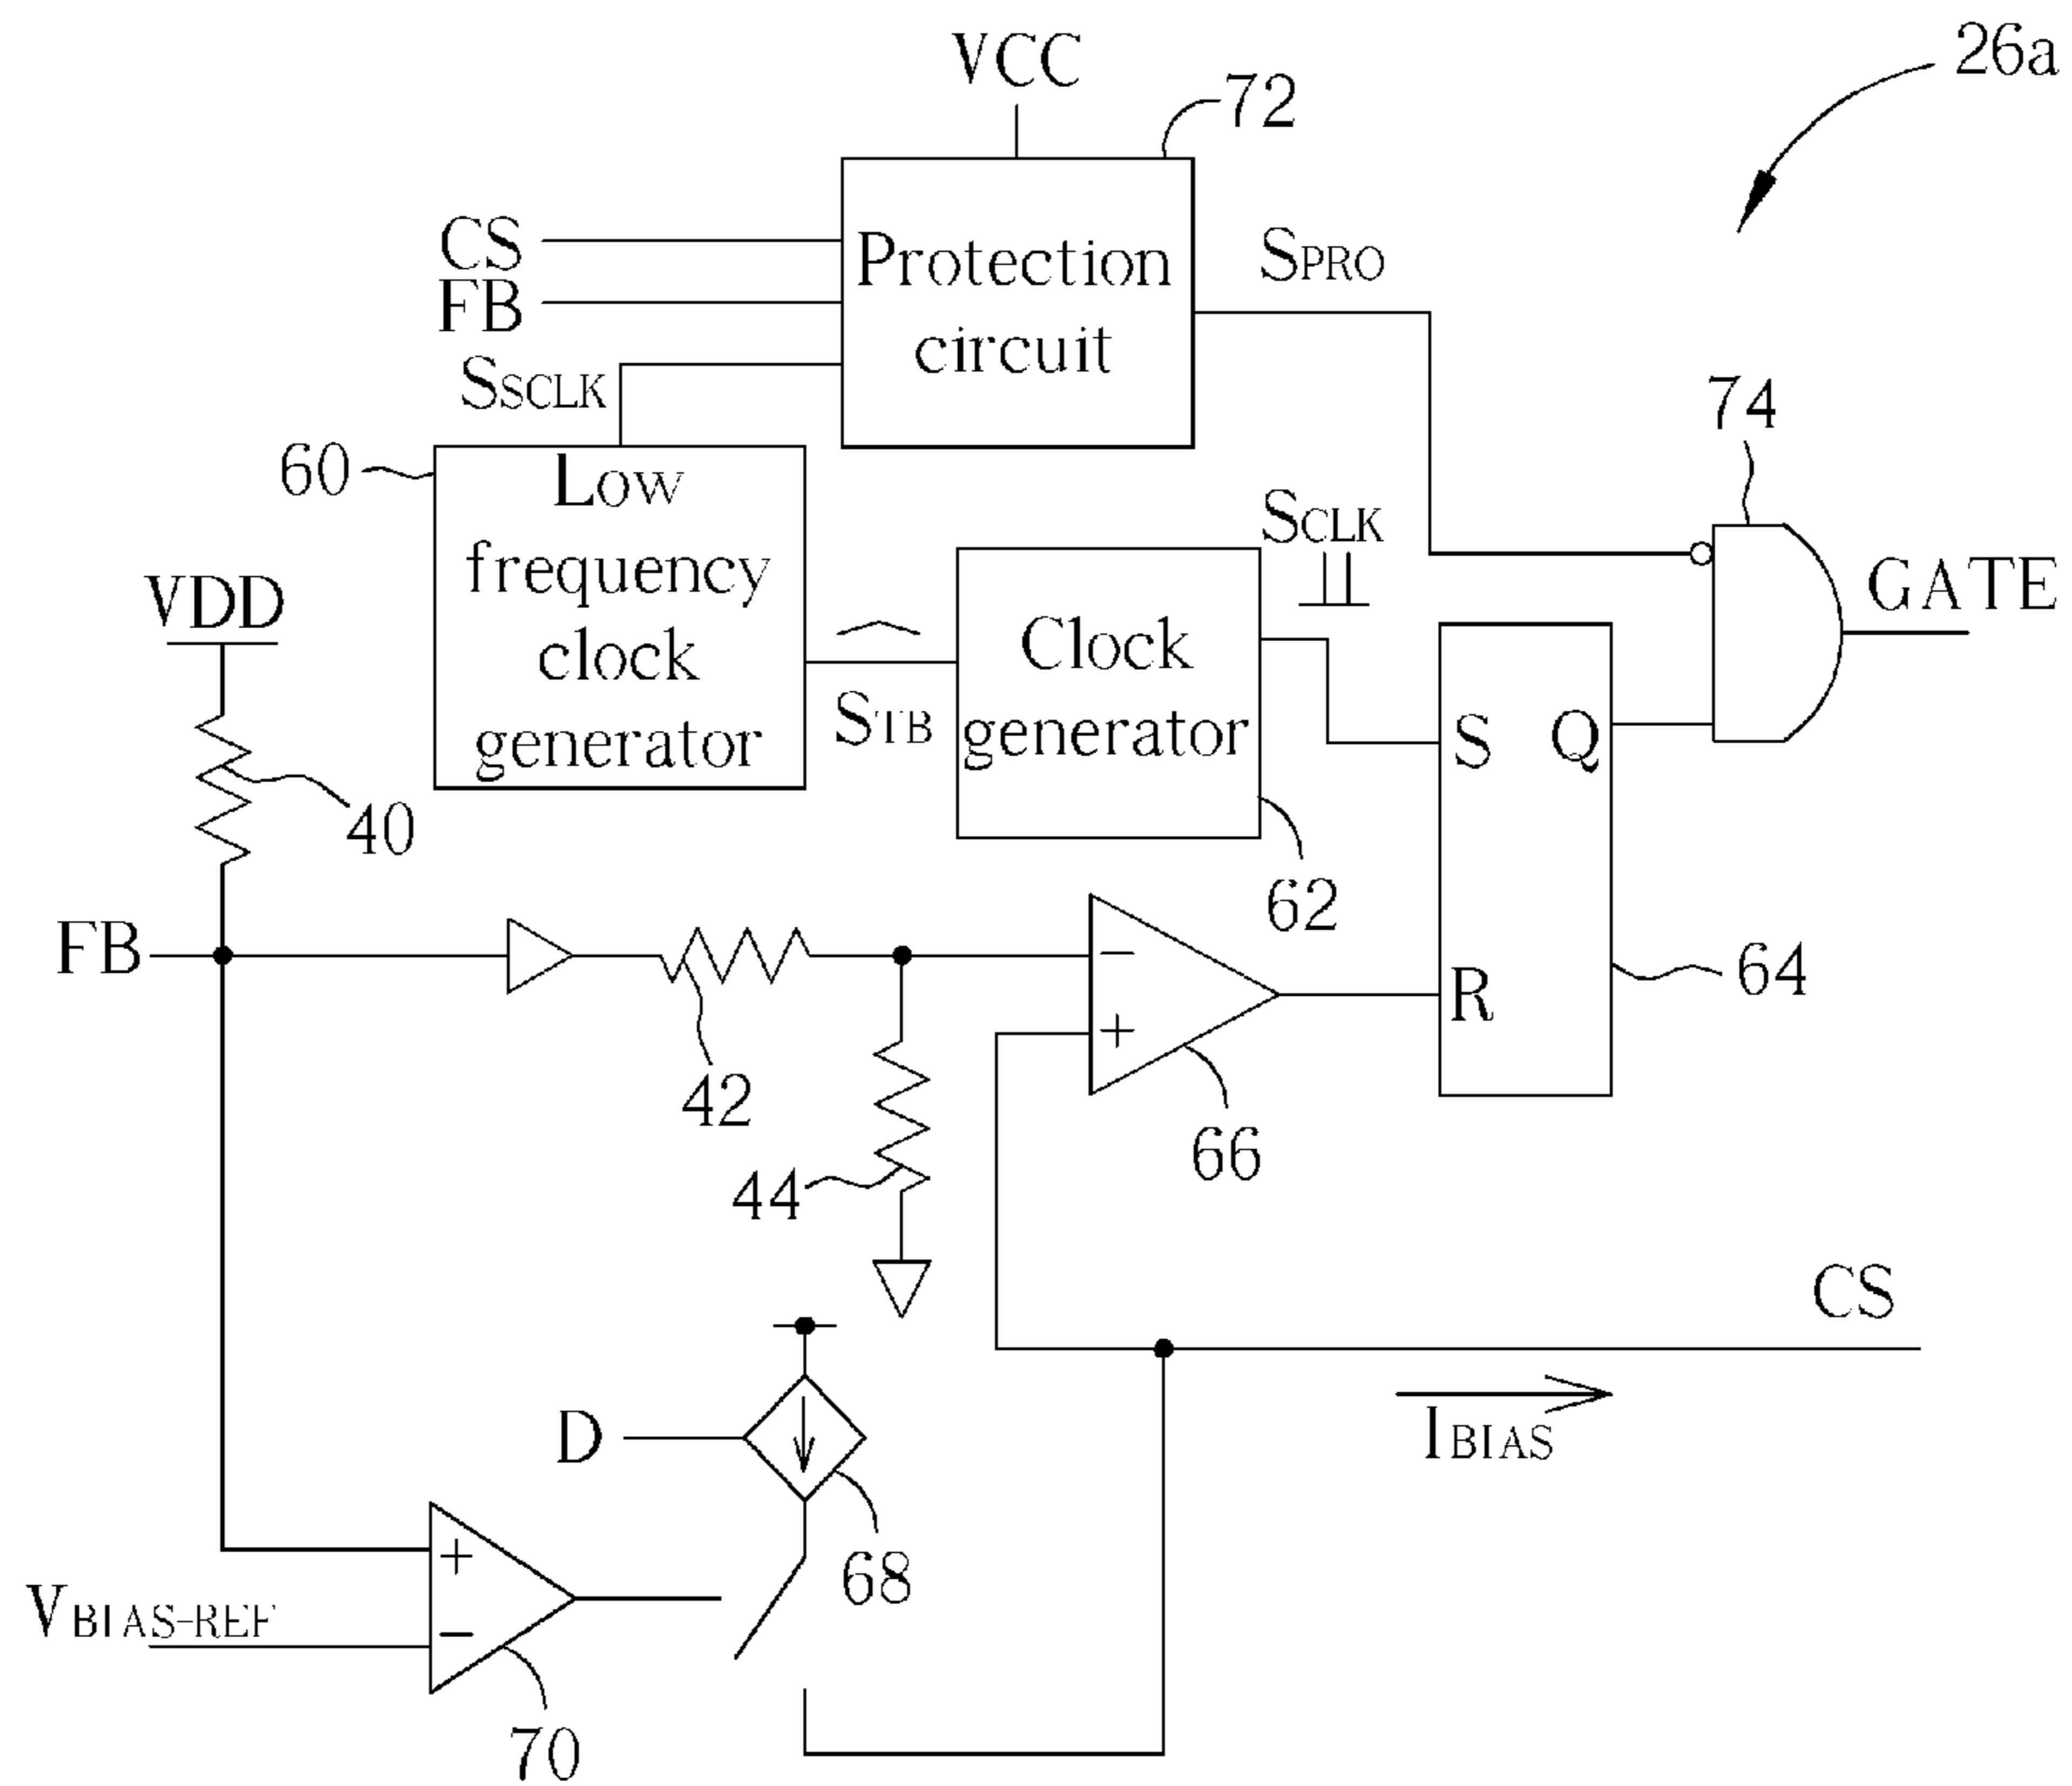 26a
VCC
72
CS
FB
Protection
circuit
SPRO
SSCLK
60
Low
frequency
clock
generator
74
SCLK
GATE
VDD
STB
Clock
generator
S
Q
40
62
FB
−
+
R
64
42
66
44
CS
D
IBIAS
68
+
−
VBIAS-REF
70